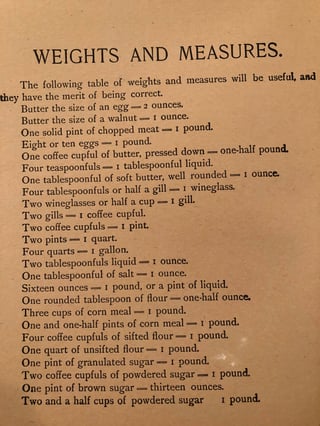 WEIGHTS AND MEASURES.
The following table of weights and measures will be useful, and
they have the merit of being correct.
Butter the size of an egg — 2 ounces.
Butter the size of a walnut — 1 ounce.
One solid pint of chopped meat — 1 pound.
Eight or ten eggs — 1 pound.
One coffee cupful of butter, pressed down — one-half pound.
Four teaspoonfuls — 1 tablespoonful liquid.
One tablespoonful of soft butter, well rounded — 1 ounce.
Four tablespoonfuls or half a gill — 1 wineglass.
Two wineglasses or half a cup — 1 gill.
Two gills — 1 coffee cupful.
Two coffee cupfuls — 1 pint.
Two pints — 1 quart.
Four quarts — 1 gallon.
Two tablespoonfuls liquid — 1 ounce.
One tablespoonful of salt — 1 ounce.
Sixteen ounces — 1 pound, or a pint of liquid.
One rounded tablespoon of flour — one-half ounce.
Three cups of corn meal — 1 pound.
One and one-half pints of corn meal — 1 pound.
Four coffee cupfuls of sifted flour — 1 pound.
One quart of unsifted flour — 1 pound.
One pint of granulated sugar — 1 pound.
Two coffee cupfuls of powdered sugar — 1 pound.
One pint of brown sugar — thirteen ounces.
Two and a half cups of powdered sugar 1 pound.